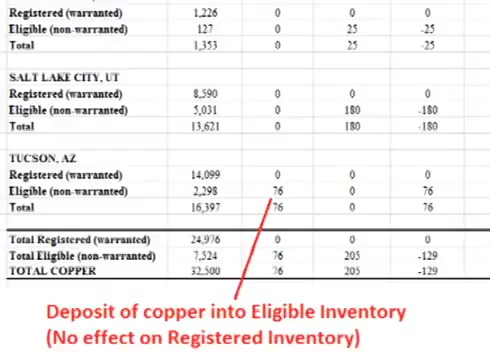 Registered (warranted) 1,226 0 0 0
Eligible (non-warranted) 127 0 25 -25
Total 1,353 0 25 -25
SALT LAKE CITY, UT
Registered (warranted) 8,590 0 0 0
Eligible (non-warranted) 5,031 0 180 -180
Total 13,621 0 180 -180
TUCSON, AZ
Registered (warranted) 14,099 0 0 0
Eligible (non-warranted) 2,298 76 0 76
Total 16,397 76 0 76
Total Registered (warranted) 24,976 0 0 0
Total Eligible (non-warranted) 7,524 76 205 -129
TOTAL COPPER 32,500 76 205 -129
Deposit of copper into Eligible Inventory
(No effect on Registered Inventory)